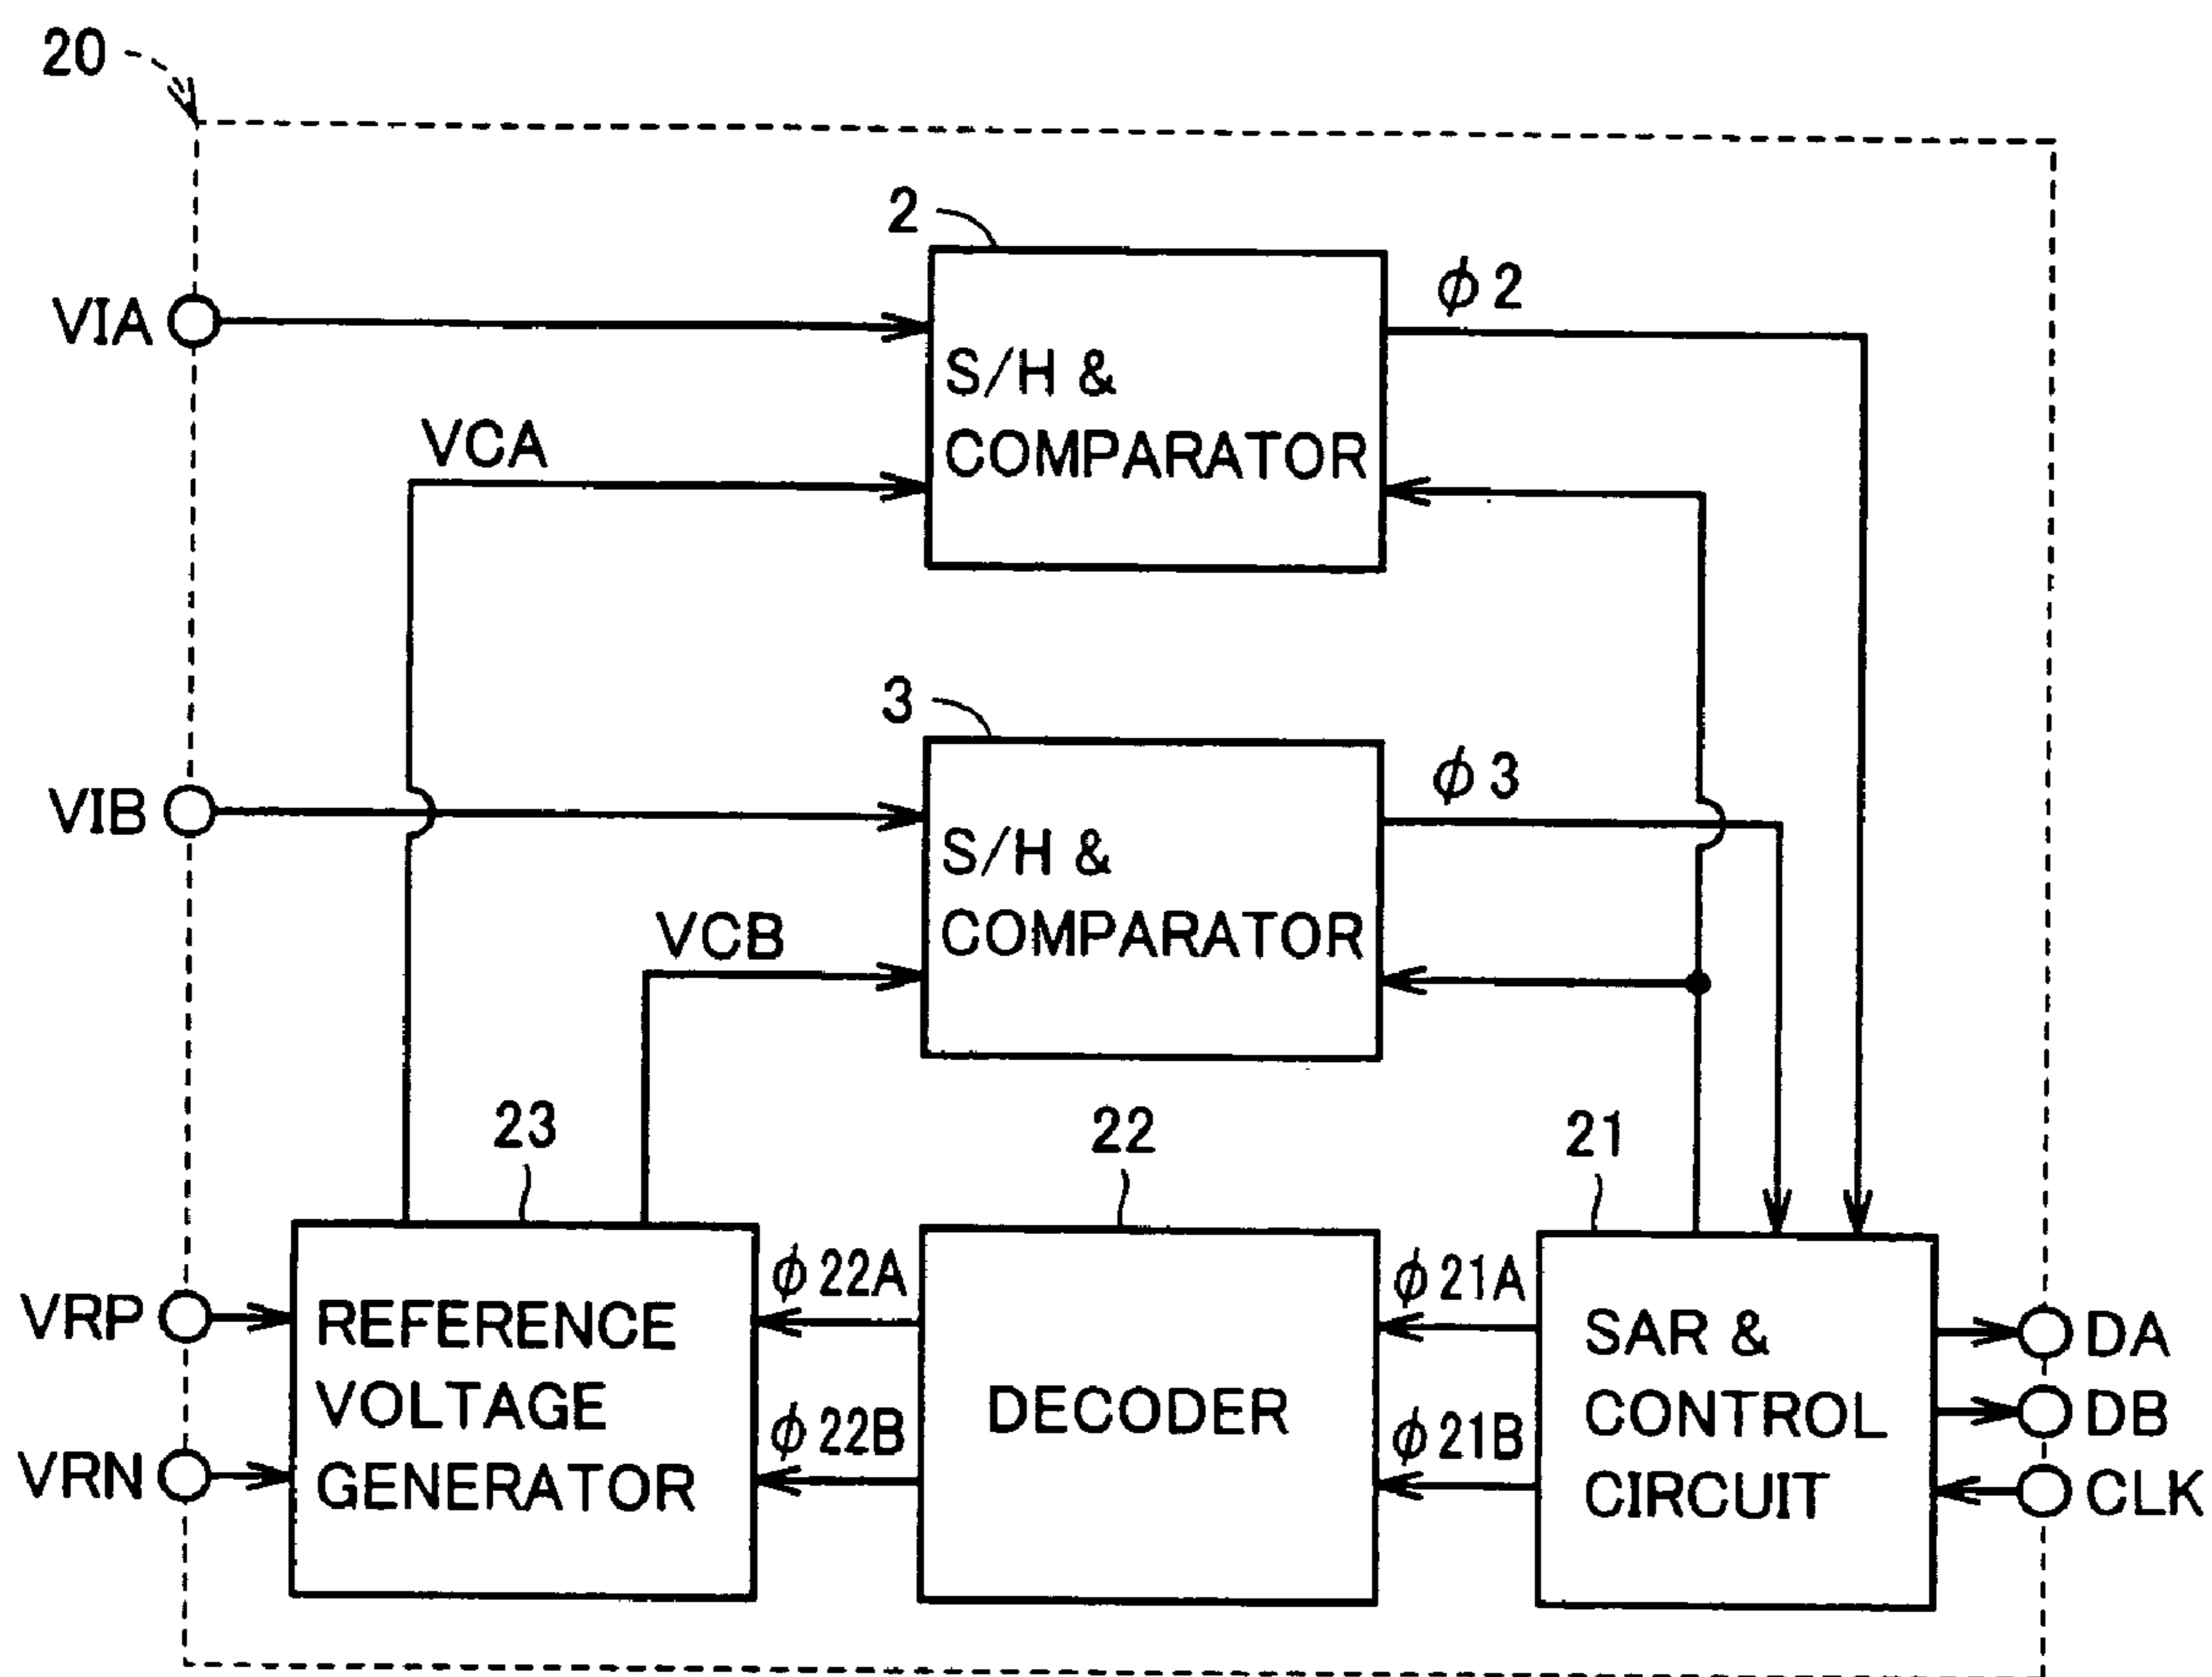 20
2
VIA
φ2
S/H &
COMPARATOR
VCA
3
VIB
φ3
S/H &
COMPARATOR
VCB
23
22
21
VRP
REFERENCE
VOLTAGE
GENERATOR
VRN
φ22A
φ22B
DECODER
φ21A
φ21B
SAR &
CONTROL
CIRCUIT
DA
DB
CLK